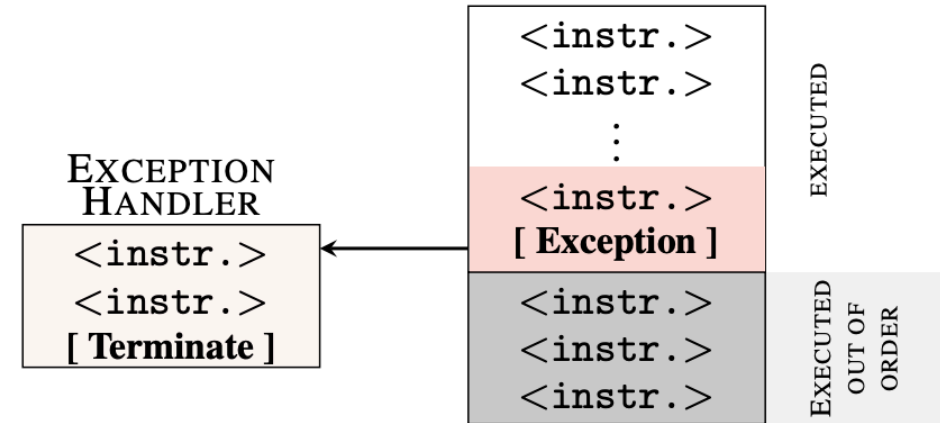 EXCEPTION
HANDLER
<instr.>
<instr.>
[ Terminate ]
<instr.>
<instr.>
⋮
<instr.>
[ Exception ]
<instr.>
<instr.>
<instr.>
EXECUTED
EXECUTED
OUT OF
ORDER